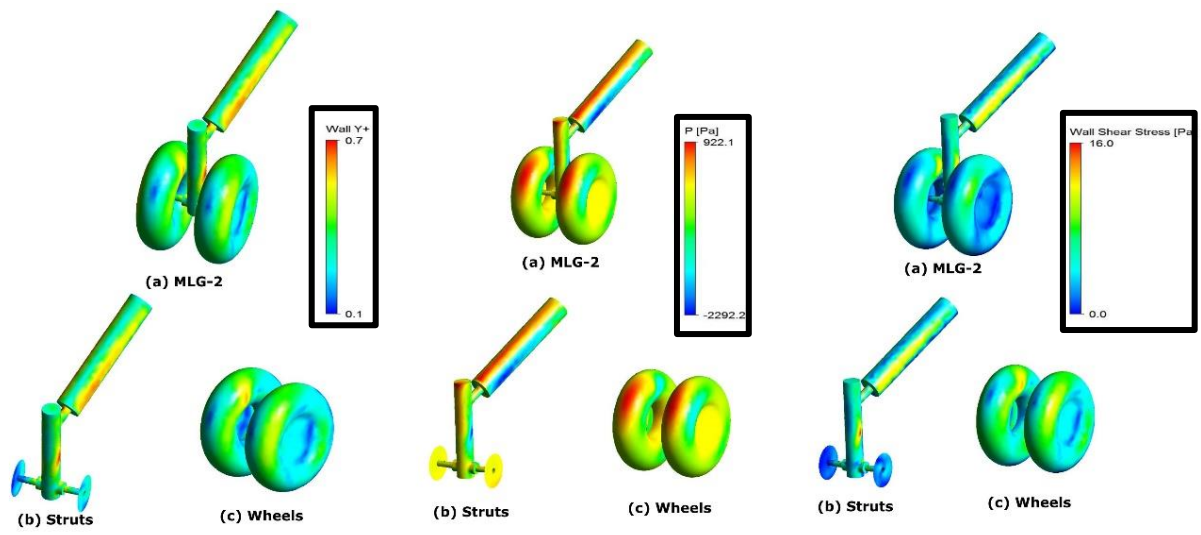 Wall Y+
0.7
0.1
(a) MLG-2
(b) Struts
(c) Wheels
P [Pa]
922.1
-2292.2
(a) MLG-2
(b) Struts
(c) Wheels
Wall Shear Stress [Pa
16.0
0.0
(a) MLG-2
(b) Struts
(c) Wheels